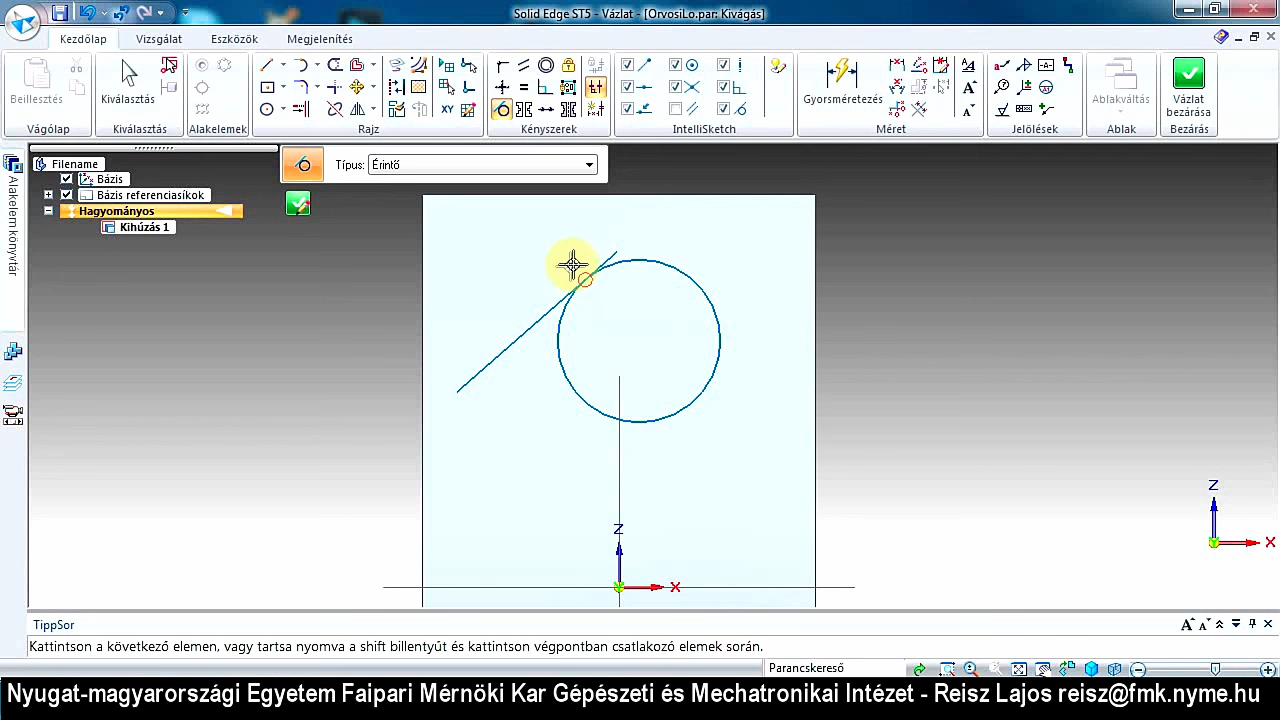 Solid Edge ST5 - Vázlat - [OrvosiLo.par: Kivágás]
Kezdőlap Vizsgálat Eszközök Megjelenítés
Beillesztés Kiválasztás Gyorsméretezés Ablakváltás Vázlat bezárása
Vágólap Kiválasztás Alakelemek Rajz Kényszerek IntelliSketch Méret Jelölések Ablak Bezárás
Filename
Bázis
Bázis referenciasíkok
Hagyományos
Kihúzás 1
Típus: Érintő
Alakelem könyvtár
Z
X
Z
X
TippSor
Kattintson a következő elemen, vagy tartsa nyomva a shift billentyűt és kattintson végpontban csatlakozó elemen során.
Parancskereső
Nyugat-magyarországi Egyetem Faipari Mérnöki Kar Gépészeti és Mechatronikai Intézet - Reisz Lajos reisz@fmk.nyme.hu